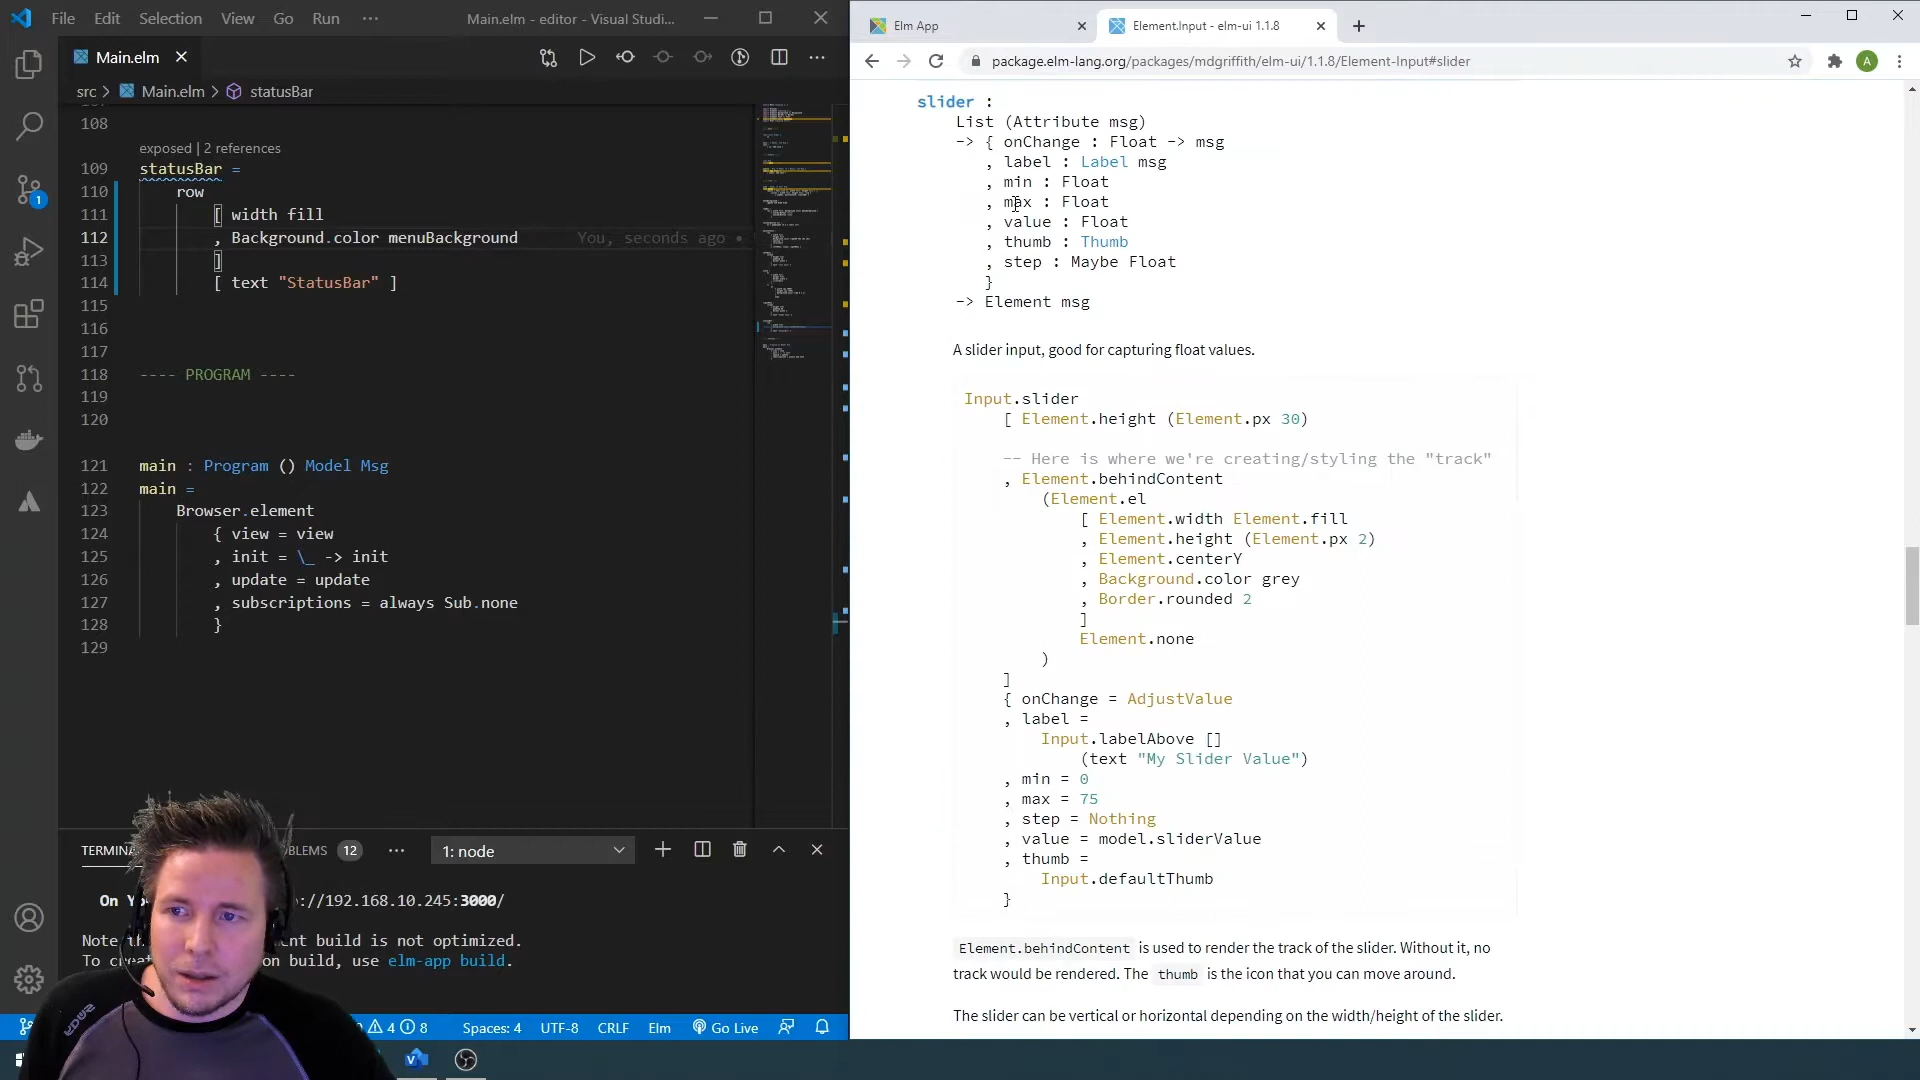 File Edit Selection View Go Run ··· Main.elm - editor - Visual Studi...
Main.elm
src > Main.elm > statusBar
108
exposed | 2 references
109 statusBar =
110 row
111 [ width fill
112 , Background.color menuBackground You, seconds ago •
113 ]
114 [ text "StatusBar" ]
115
116
117
118 ---- PROGRAM ----
119
120
121 main : Program () Model Msg
122 main =
123 Browser.element
124 { view = view
125 , init = \_ -> init
126 , update = update
127 , subscriptions = always Sub.none
128 }
129
1
12 ··· 1: node
://192.168.10.245:3000/
build is not optimized.
build, use elm-app build.
4 8 Spaces: 4 UTF-8 CRLF Elm Go Live
Elm App
Element.Input - elm-ui 1.1.8
package.elm-lang.org/packages/mdgriffith/elm-ui/1.1.8/Element-Input#slider
A
slider :
List (Attribute msg)
-> { onChange : Float -> msg
, label : Label msg
, min : Float
, max : Float
, value : Float
, thumb : Thumb
, step : Maybe Float
}
-> Element msg
A slider input, good for capturing float values.
Input.slider
[ Element.height (Element.px 30)
-- Here is where we're creating/styling the "track"
, Element.behindContent
(Element.el
[ Element.width Element.fill
, Element.height (Element.px 2)
, Element.centerY
, Background.color grey
, Border.rounded 2
]
Element.none
)
]
{ onChange = AdjustValue
, label =
Input.labelAbove []
(text "My Slider Value")
, min = 0
, max = 75
, step = Nothing
, value = model.sliderValue
, thumb =
Input.defaultThumb
}
Element.behindContent is used to render the track of the slider. Without it, no
track would be rendered. The thumb is the icon that you can move around.
The slider can be vertical or horizontal depending on the width/height of the slider.